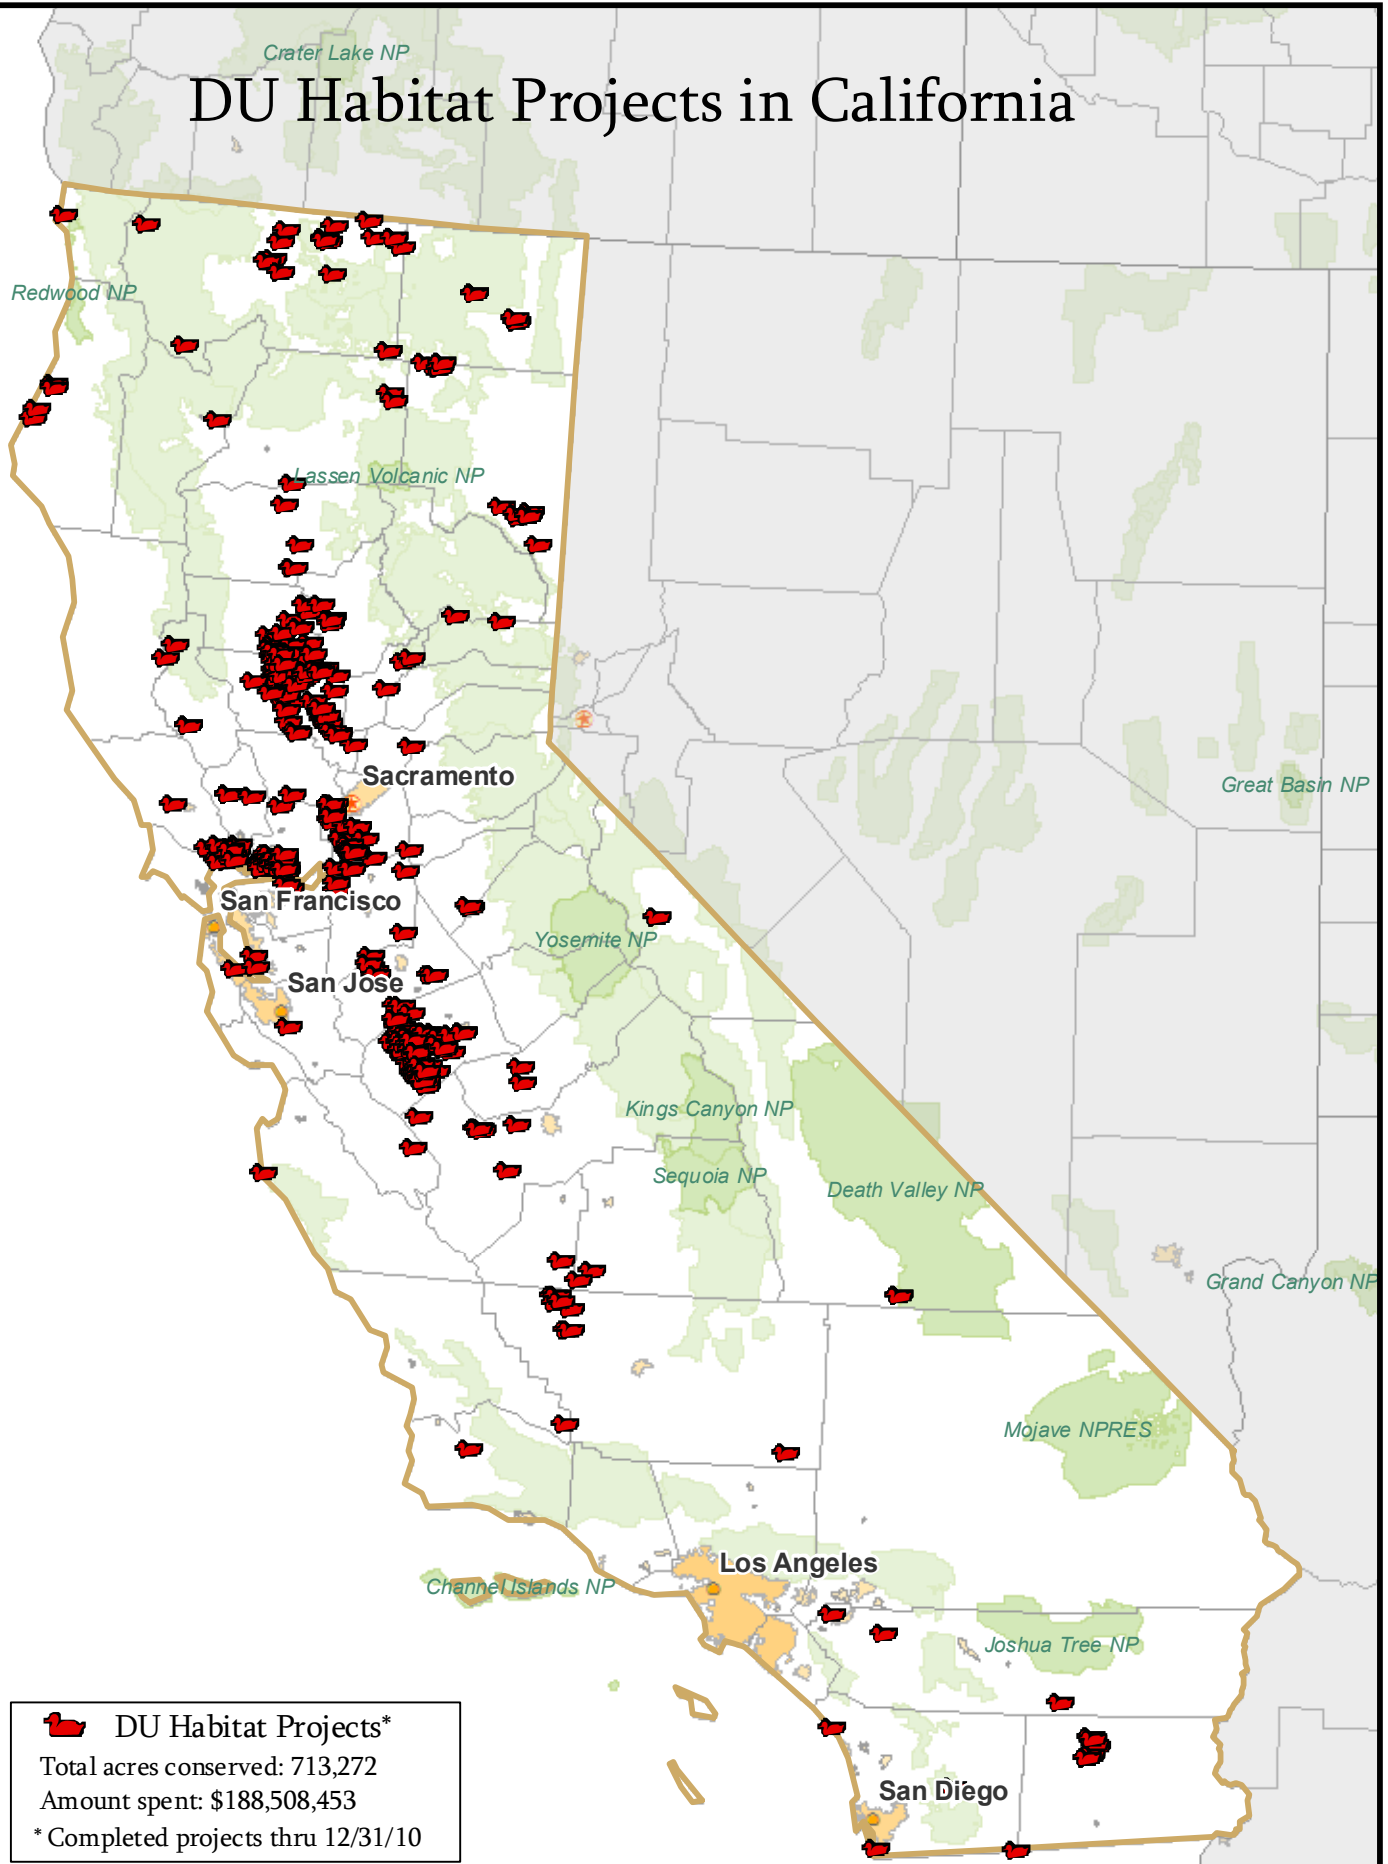 Crater Lake NP
DU Habitat Projects in California
Redwood NP
Lassen Volcanic NP
Sacramento
Great Basin NP
San Francisco
Yosemite NP
San Jose
Kings Canyon NP
Sequoia NP
Death Valley NP
Grand Canyon NP
Mojave NPRES
Los Angeles
Channel Islands NP
Joshua Tree NP
San Diego
DU Habitat Projects*
Total acres conserved: 713,272
Amount spent: $188,508,453
* Completed projects thru 12/31/10